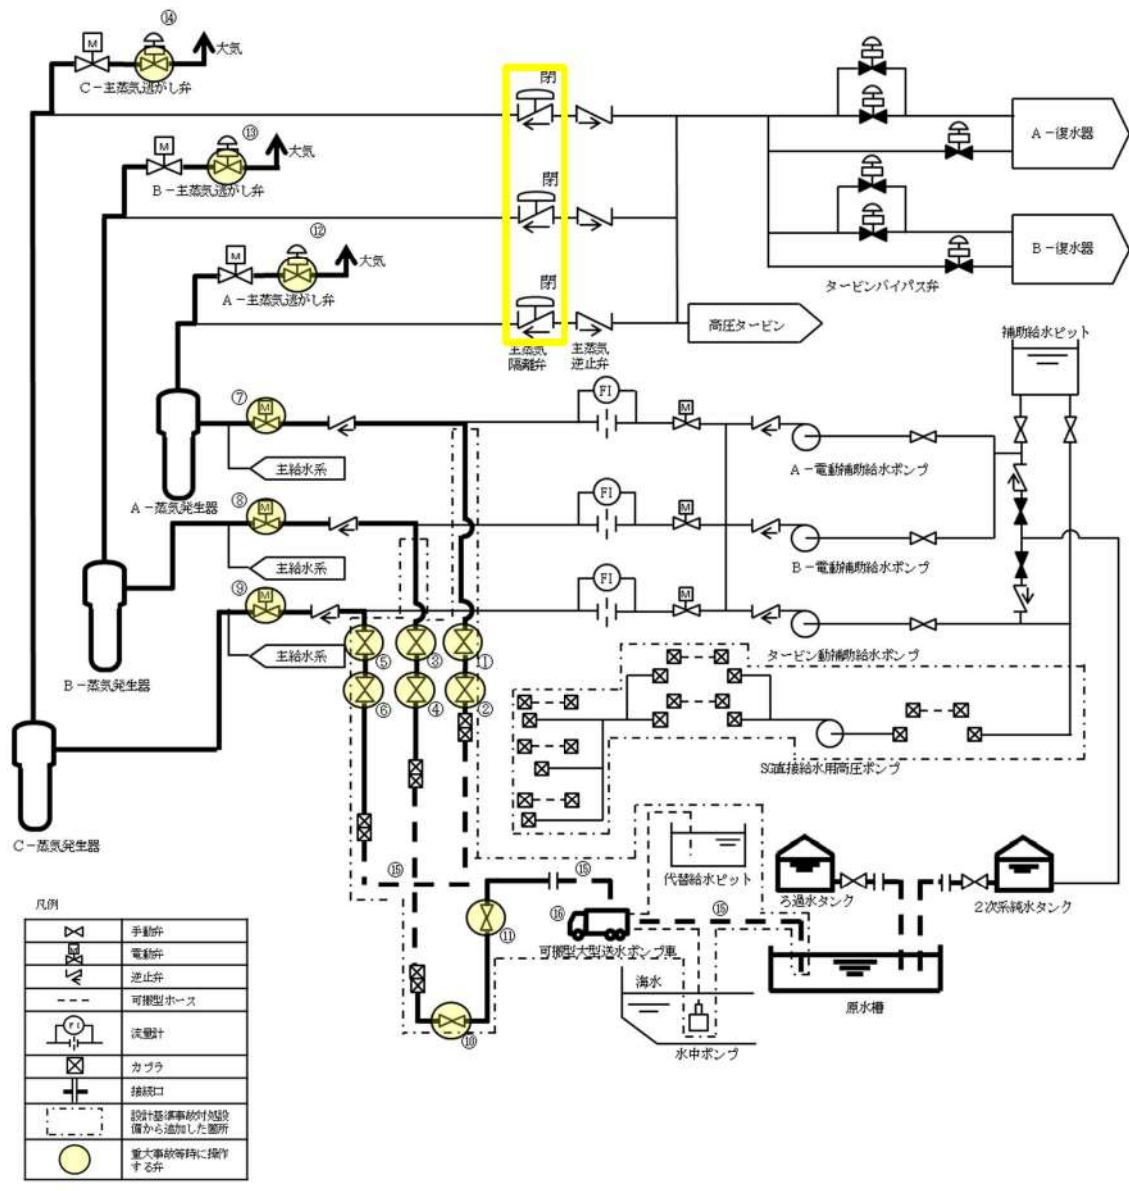 ⑭
M
大気
C－主蒸気逃がし弁
閉
A－復水器
⑬
M
大気
B－主蒸気逃がし弁
閉
⑫
M
大気
A－主蒸気逃がし弁
閉
B－復水器
タービンバイパス弁
高圧タービン
主蒸気
隔離弁
主蒸気
逆止弁
補助給水ピット
⑦
M
FI
M
主給水系
A－電動補助給水ポンプ
A－蒸気発生器
⑧
M
FI
M
主給水系
B－電動補助給水ポンプ
⑨
M
FI
M
主給水系
タービン動補助給水ポンプ
B－蒸気発生器
⑤
③
①
⑥
④
②
SG直接給水用高圧ポンプ
C－蒸気発生器
⑮
⑮
代替給水ピット
ろ過水タンク
2次系純水タンク
⑯
⑮
⑪
可搬型大型送水ポンプ車
海水
原水槽
⑩
水中ポンプ
凡例
手動弁
M
電動弁
逆止弁
可搬型ホース
FI
流量計
カプラ
接続口
設計基準事故対処設
備から追加した箇所
重大事故等時に操作
する弁